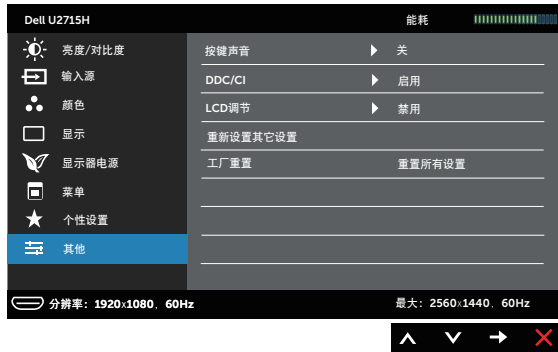 Dell U2715H 能耗
亮度/对比度 按键声音 关
输入源 DDC/CI 启用
颜色 LCD调节 禁用
显示 重新设置其它设置
显示器电源 工厂重置 重置所有设置
菜单
个性设置
其他
分辨率：1920x1080，60Hz 最大：2560x1440，60Hz